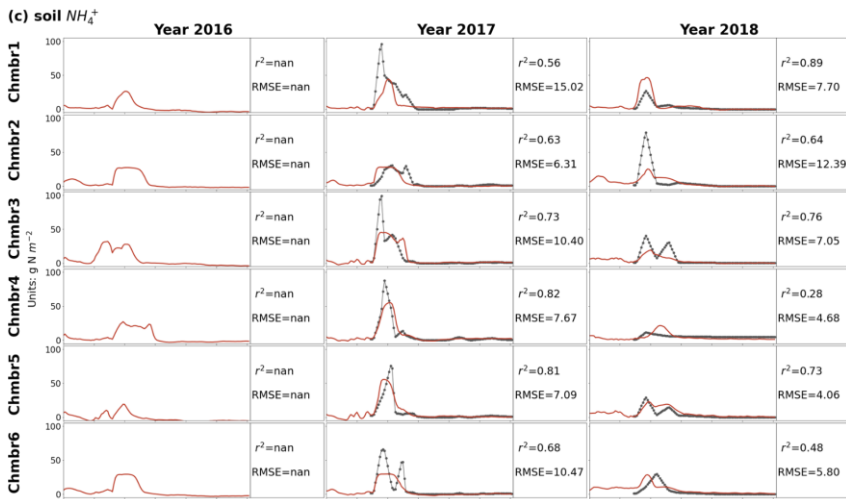 (c) soil NH₄⁺
Year 2016 Year 2017 Year 2018
Units: g N m⁻²
Chmbr1
100
50
0
r²=nan
RMSE=nan
r²=0.56
RMSE=15.02
r²=0.89
RMSE=7.70
Chmbr2
100
50
0
r²=nan
RMSE=nan
r²=0.63
RMSE=6.31
r²=0.64
RMSE=12.39
Chmbr3
100
50
0
r²=nan
RMSE=nan
r²=0.73
RMSE=10.40
r²=0.76
RMSE=7.05
Chmbr4
100
50
0
r²=nan
RMSE=nan
r²=0.82
RMSE=7.67
r²=0.28
RMSE=4.68
Chmbr5
100
50
0
r²=nan
RMSE=nan
r²=0.81
RMSE=7.09
r²=0.73
RMSE=4.06
Chmbr6
100
50
0
r²=nan
RMSE=nan
r²=0.68
RMSE=10.47
r²=0.48
RMSE=5.80